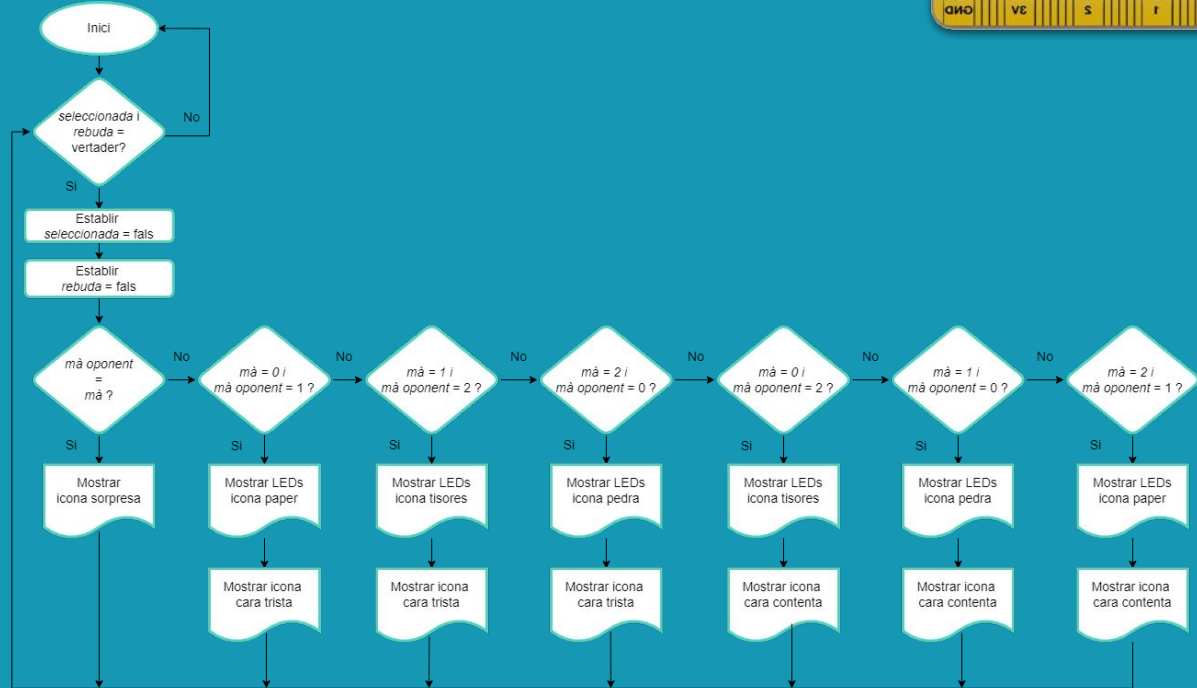 GND 3V 2 1
Inici
seleccionada i
rebuda =
vertader?
No
Si
Establir
seleccionada = fals
Establir
rebuda = fals
mà oponent
=
mà ?
No
mà = 0 i
mà oponent = 1 ?
No
mà = 1 i
mà oponent = 2 ?
No
mà = 2 i
mà oponent = 0 ?
No
mà = 0 i
mà oponent = 2 ?
No
mà = 1 i
mà oponent = 0 ?
No
mà = 2 i
mà oponent = 1 ?
Si
Si
Si
Si
Si
Si
Si
Mostrar
icona sorpresa
Mostrar LEDs
icona paper
Mostrar LEDs
icona tisores
Mostrar LEDs
icona pedra
Mostrar LEDs
icona tisores
Mostrar LEDs
icona pedra
Mostrar LEDs
icona paper
Mostrar icona
cara trista
Mostrar icona
cara trista
Mostrar icona
cara trista
Mostrar icona
cara contenta
Mostrar icona
cara contenta
Mostrar icona
cara contenta